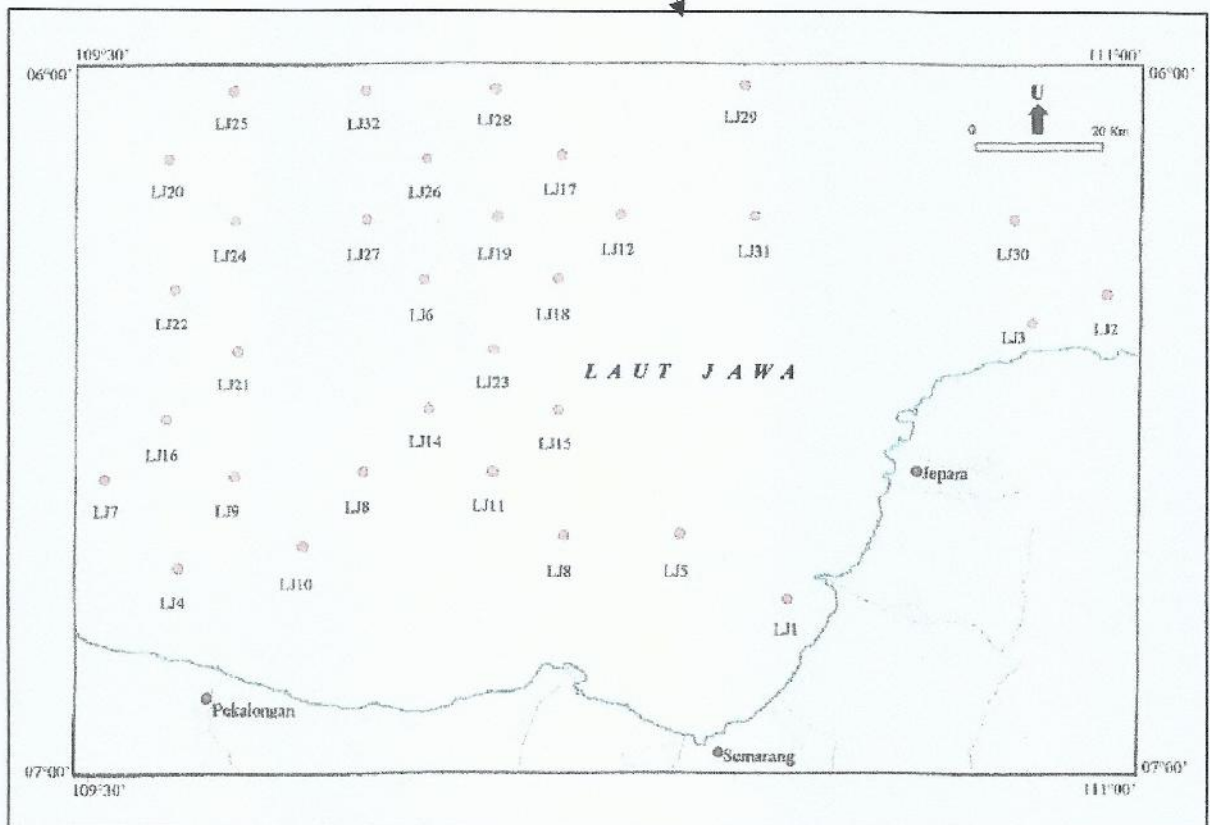 109°30'
111°00'
06°00'
06°00'
U
0
20 Km
LJ25
LJ32
LJ28
LJ29
LJ20
LJ26
LJ17
LJ24
LJ27
LJ19
LJ12
LJ31
LJ30
LJ22
LJ6
LJ18
LJ3
LJ2
LJ21
LJ23
LAUT JAWA
LJ16
LJ14
LJ15
Jepara
LJ7
LJ9
LJ8
LJ11
LJ4
LJ10
LJ8
LJ5
LJ1
Pekalongan
Semarang
07°00'
07°00'
109°30'
111°00'